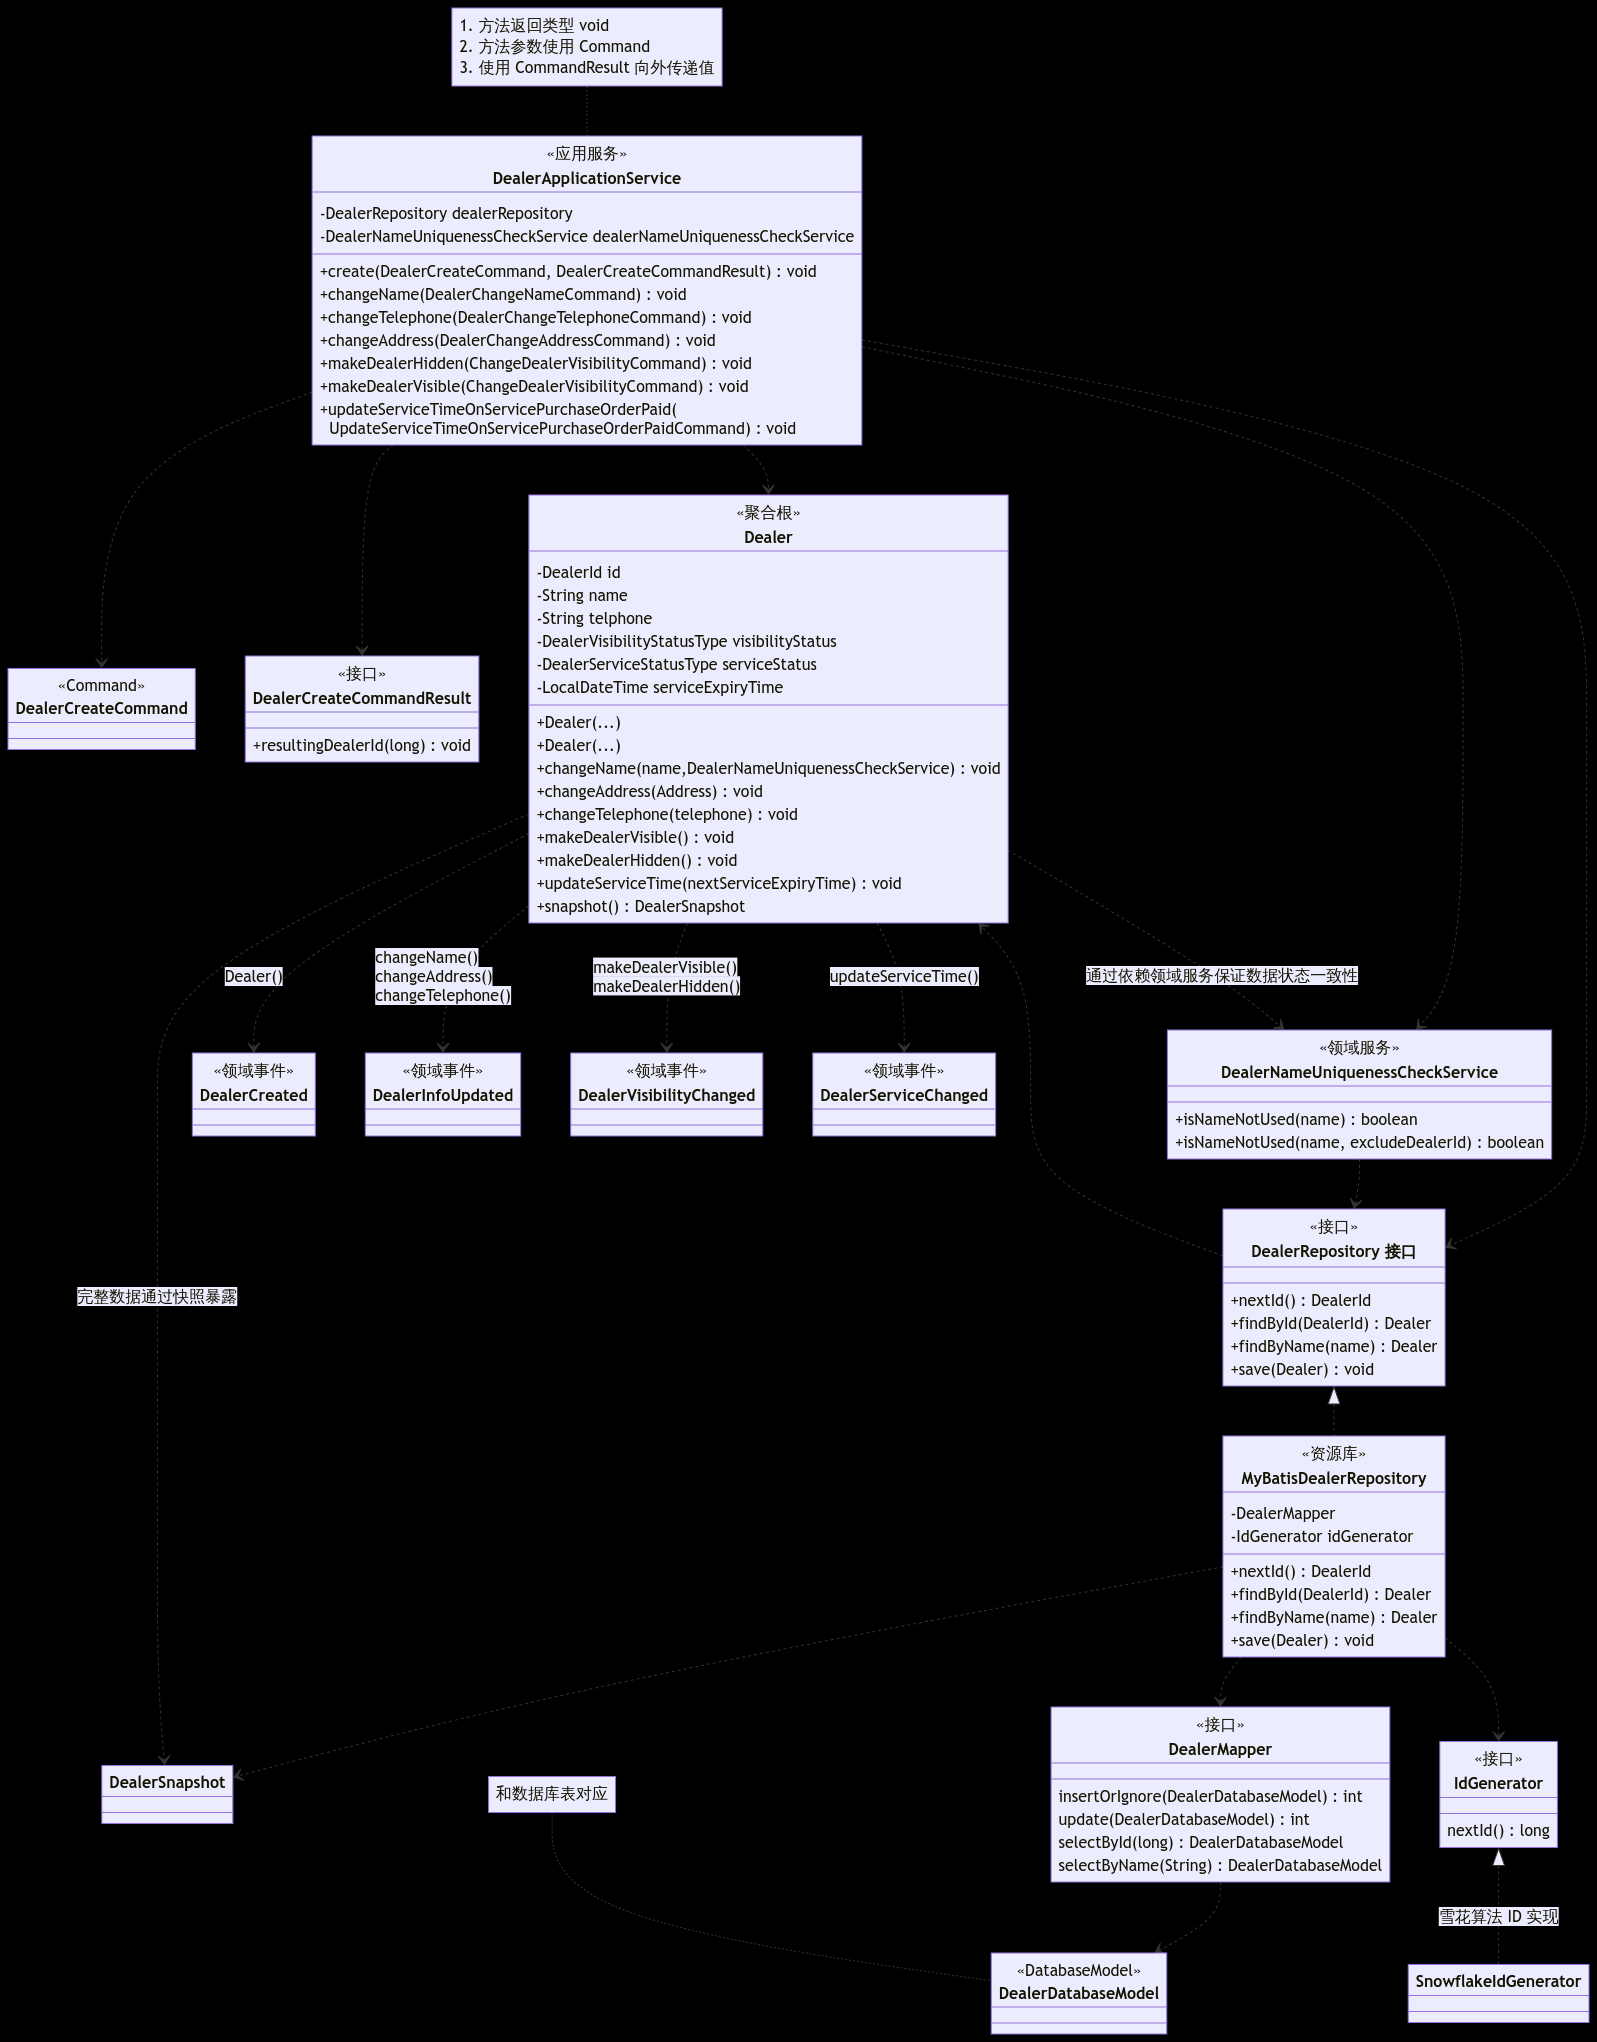 1. 方法返回类型 void
2. 方法参数使用 Command
3. 使用 CommandResult 向外传递值
«应用服务»
DealerApplicationService
-DealerRepository dealerRepository
-DealerNameUniquenessCheckService dealerNameUniquenessCheckService
+create(DealerCreateCommand, DealerCreateCommandResult) : void
+changeName(DealerChangeNameCommand) : void
+changeTelephone(DealerChangeTelephoneCommand) : void
+changeAddress(DealerChangeAddressCommand) : void
+makeDealerHidden(ChangeDealerVisibilityCommand) : void
+makeDealerVisible(ChangeDealerVisibilityCommand) : void
+updateServiceTimeOnServicePurchaseOrderPaid(
UpdateServiceTimeOnServicePurchaseOrderPaidCommand) : void
«聚合根»
Dealer
-DealerId id
-String name
-String telphone
-DealerVisibilityStatusType visibilityStatus
-DealerServiceStatusType serviceStatus
-LocalDateTime serviceExpiryTime
+Dealer(...)
+Dealer(...)
+changeName(name,DealerNameUniquenessCheckService) : void
+changeAddress(Address) : void
+changeTelephone(telephone) : void
+makeDealerVisible() : void
+makeDealerHidden() : void
+updateServiceTime(nextServiceExpiryTime) : void
+snapshot() : DealerSnapshot
«Command»
DealerCreateCommand
«接口»
DealerCreateCommandResult
+resultingDealerId(long) : void
Dealer()
changeName()
changeAddress()
changeTelephone()
makeDealerVisible()
makeDealerHidden()
updateServiceTime()
通过依赖领域服务保证数据状态一致性
«领域事件»
DealerCreated
«领域事件»
DealerInfoUpdated
«领域事件»
DealerVisibilityChanged
«领域事件»
DealerServiceChanged
«领域服务»
DealerNameUniquenessCheckService
+isNameNotUsed(name) : boolean
+isNameNotUsed(name, excludeDealerId) : boolean
«接口»
DealerRepository 接口
+nextId() : DealerId
+findById(DealerId) : Dealer
+findByName(name) : Dealer
+save(Dealer) : void
完整数据通过快照暴露
«资源库»
MyBatisDealerRepository
-DealerMapper
-IdGenerator idGenerator
+nextId() : DealerId
+findById(DealerId) : Dealer
+findByName(name) : Dealer
+save(Dealer) : void
DealerSnapshot
和数据库表对应
«接口»
DealerMapper
insertOrIgnore(DealerDatabaseModel) : int
update(DealerDatabaseModel) : int
selectById(long) : DealerDatabaseModel
selectByName(String) : DealerDatabaseModel
«接口»
IdGenerator
nextId() : long
雪花算法 ID 实现
«DatabaseModel»
DealerDatabaseModel
SnowflakeIdGenerator